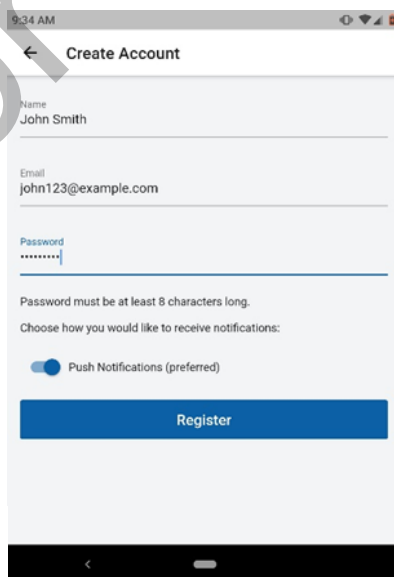 9:34 AM
Create Account
Name
John Smith
Email
john123@example.com
Password
•••••••••
Password must be at least 8 characters long.
Choose how you would like to receive notifications:
Push Notifications (preferred)
Register